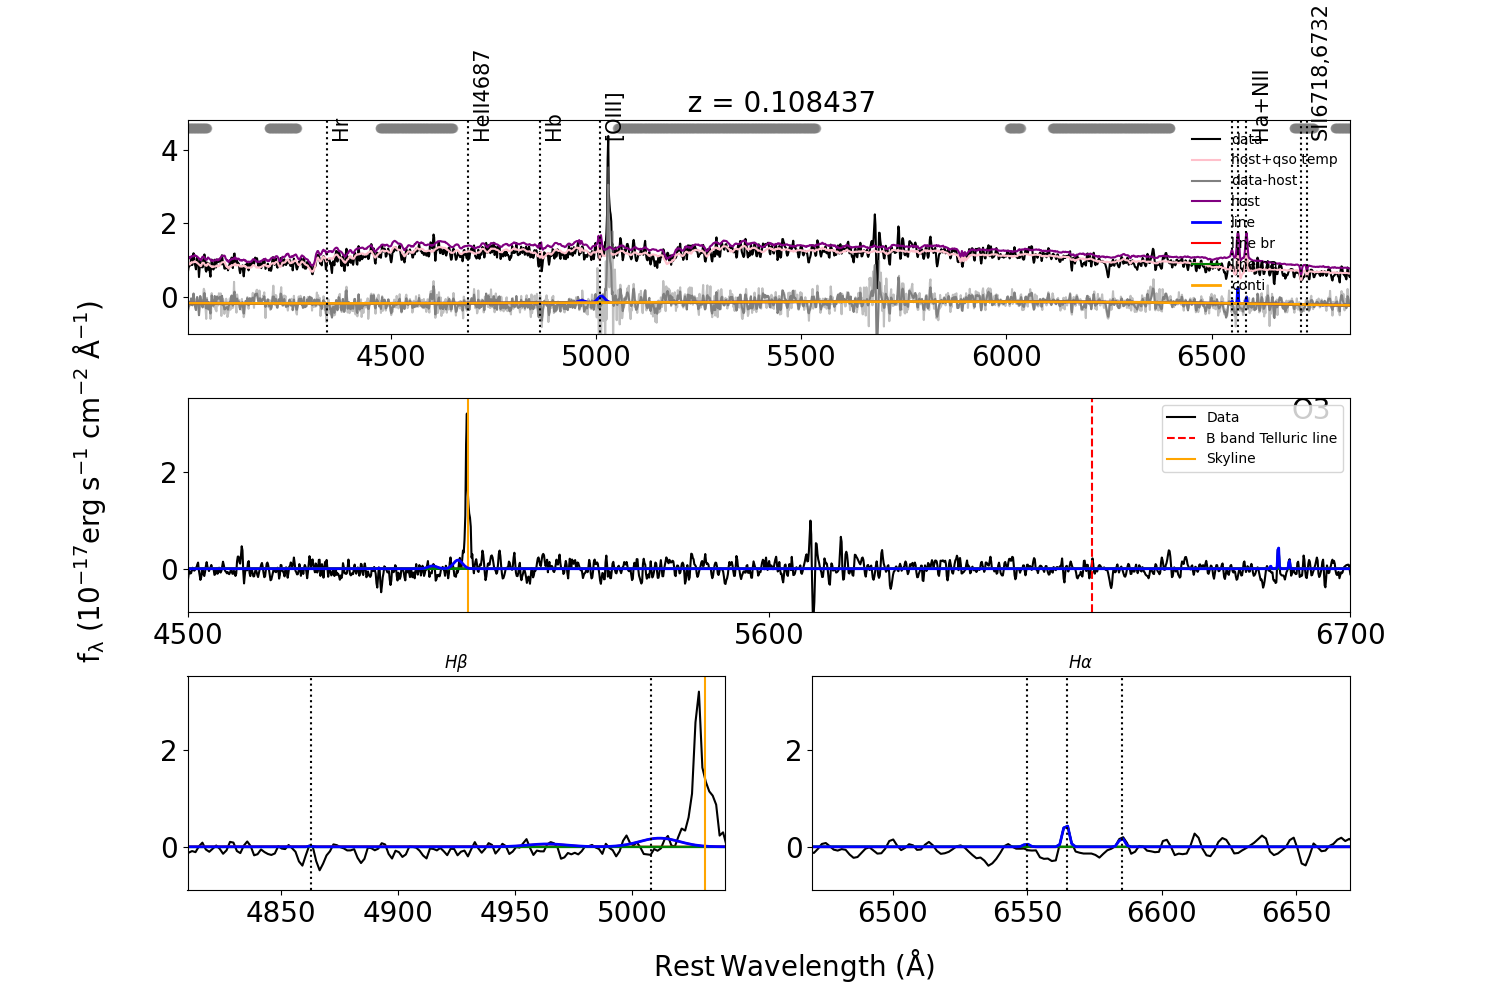 z = 0.108437
Hr
HeII4687
Hb
[OIII]
Ha+NII
SII6718,6732
data
host+qso temp
data-host
host
line
line br
conti
4
2
0
4500 5000 5500 6000 6500
O3
Data
B band Telluric line
Skyline
2
0
4500 5600 6700
fλ (10⁻¹⁷erg s⁻¹ cm⁻² Å⁻¹)
Hβ
2
0
4850 4900 4950 5000
Hα
2
0
6500 6550 6600 6650
Rest Wavelength (Å)